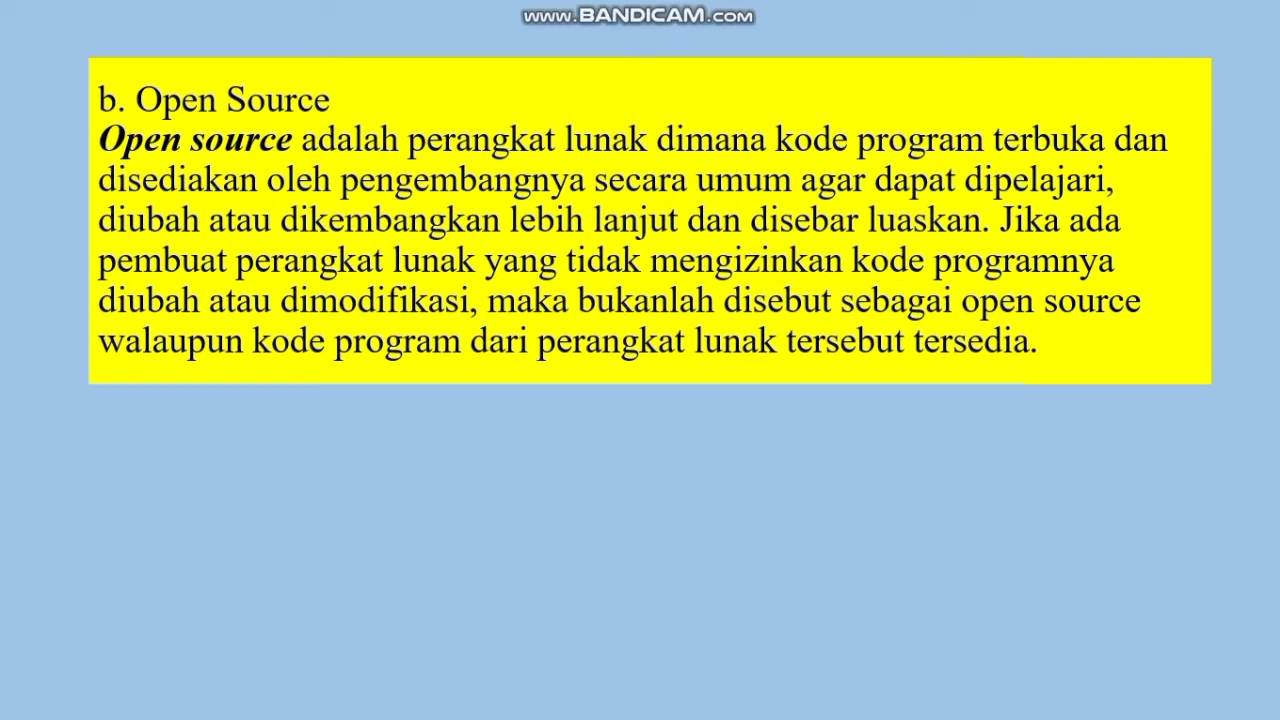 www.BANDICAM.com
b. Open Source
Open source adalah perangkat lunak dimana kode program terbuka dan
disediakan oleh pengembangnya secara umum agar dapat dipelajari,
diubah atau dikembangkan lebih lanjut dan disebar luaskan. Jika ada
pembuat perangkat lunak yang tidak mengizinkan kode programnya
diubah atau dimodifikasi, maka bukanlah disebut sebagai open source
walaupun kode program dari perangkat lunak tersebut tersedia.